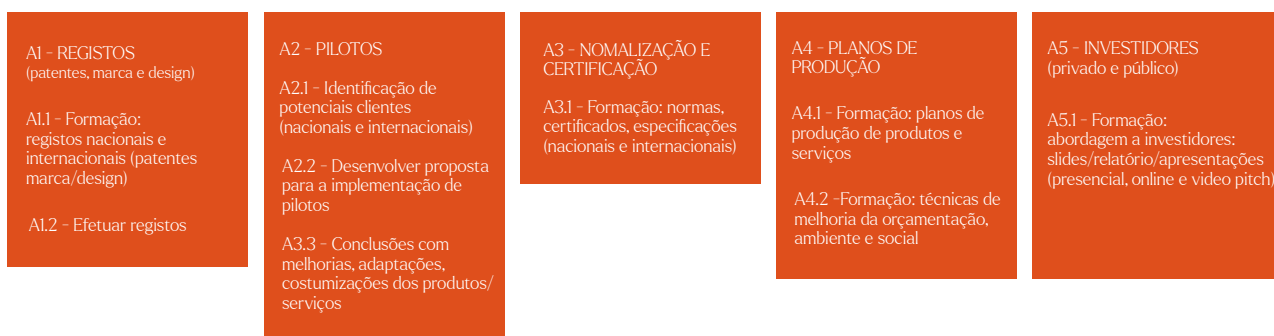 A1 - REGISTOS
(patentes, marca e design)
A1.1 - Formação:
registos nacionais e
internacionais (patentes
marca/design)
A1.2 - Efetuar registos
A2 - PILOTOS
A2.1 - Identificação de
potenciais clientes
(nacionais e internacionais)
A2.2 - Desenvolver proposta
para a implementação de
pilotos
A3.3 - Conclusões com
melhorias, adaptações,
costumizações dos produtos/
serviços
A3 - NOMALIZAÇÃO E
CERTIFICAÇÃO
A3.1 - Formação: normas,
certificados, especificações
(nacionais e internacionais)
A4 - PLANOS DE
PRODUÇÃO
A4.1 - Formação: planos de
produção de produtos e
serviços
A4.2 -Formação: técnicas de
melhoria da orçamentação,
ambiente e social
A5 - INVESTIDORES
(privado e público)
A5.1 - Formação:
abordagem a investidores:
slides/relatório/apresentações
(presencial, online e video pitch)